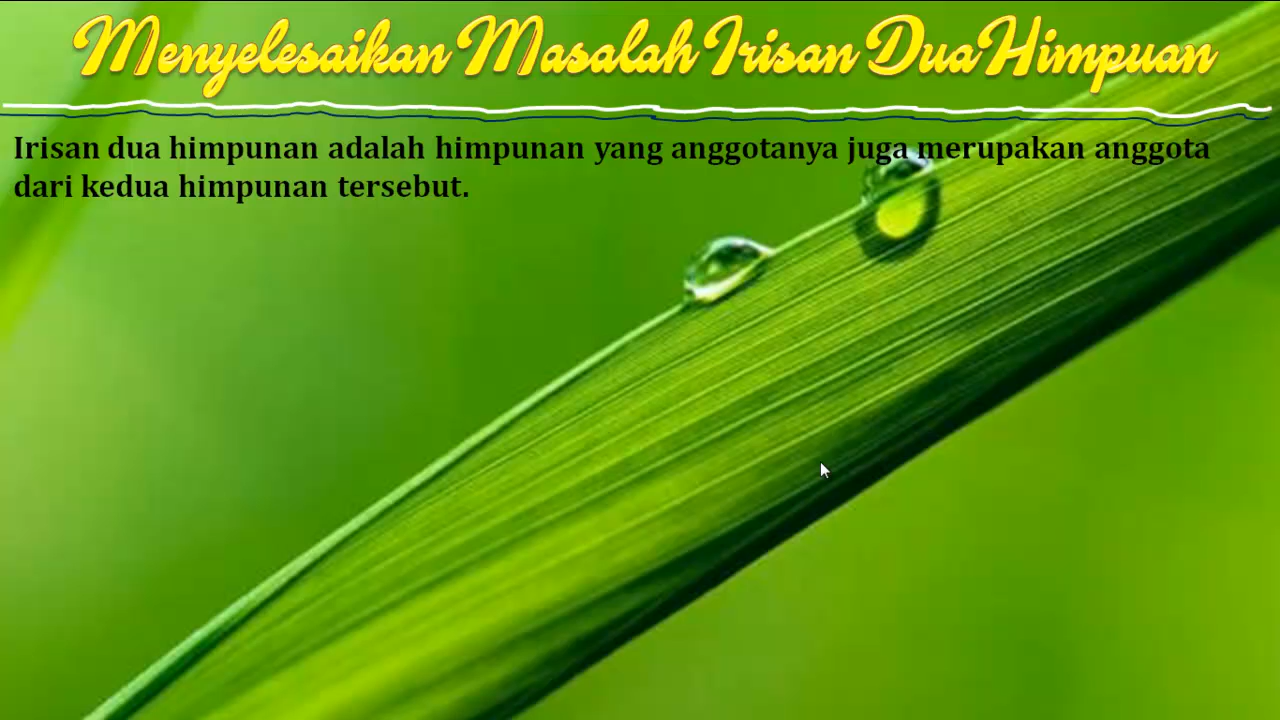 Menyelesaikan Masalah Irisan Dua Himpuan
Irisan dua himpunan adalah himpunan yang anggotanya juga merupakan anggota
dari kedua himpunan tersebut.